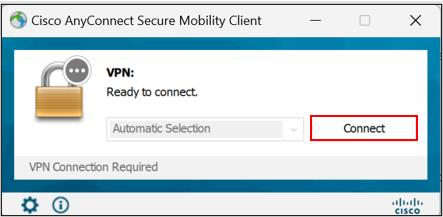 Cisco AnyConnect Secure Mobility Client
VPN:
Ready to connect.
Automatic Selection
Connect
VPN Connection Required
cisco